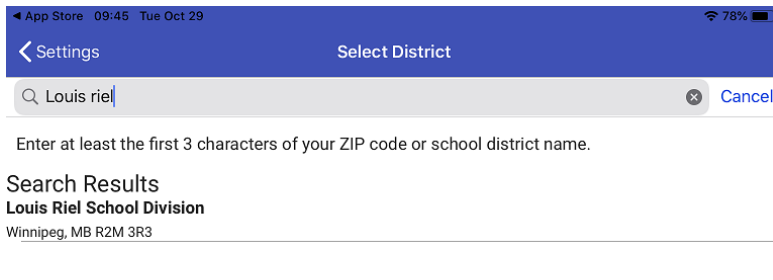 ◄ App Store 09:45 Tue Oct 29 78%
Settings Select District
Louis riel Cancel
Enter at least the first 3 characters of your ZIP code or school district name.
Search Results
Louis Riel School Division
Winnipeg, MB R2M 3R3